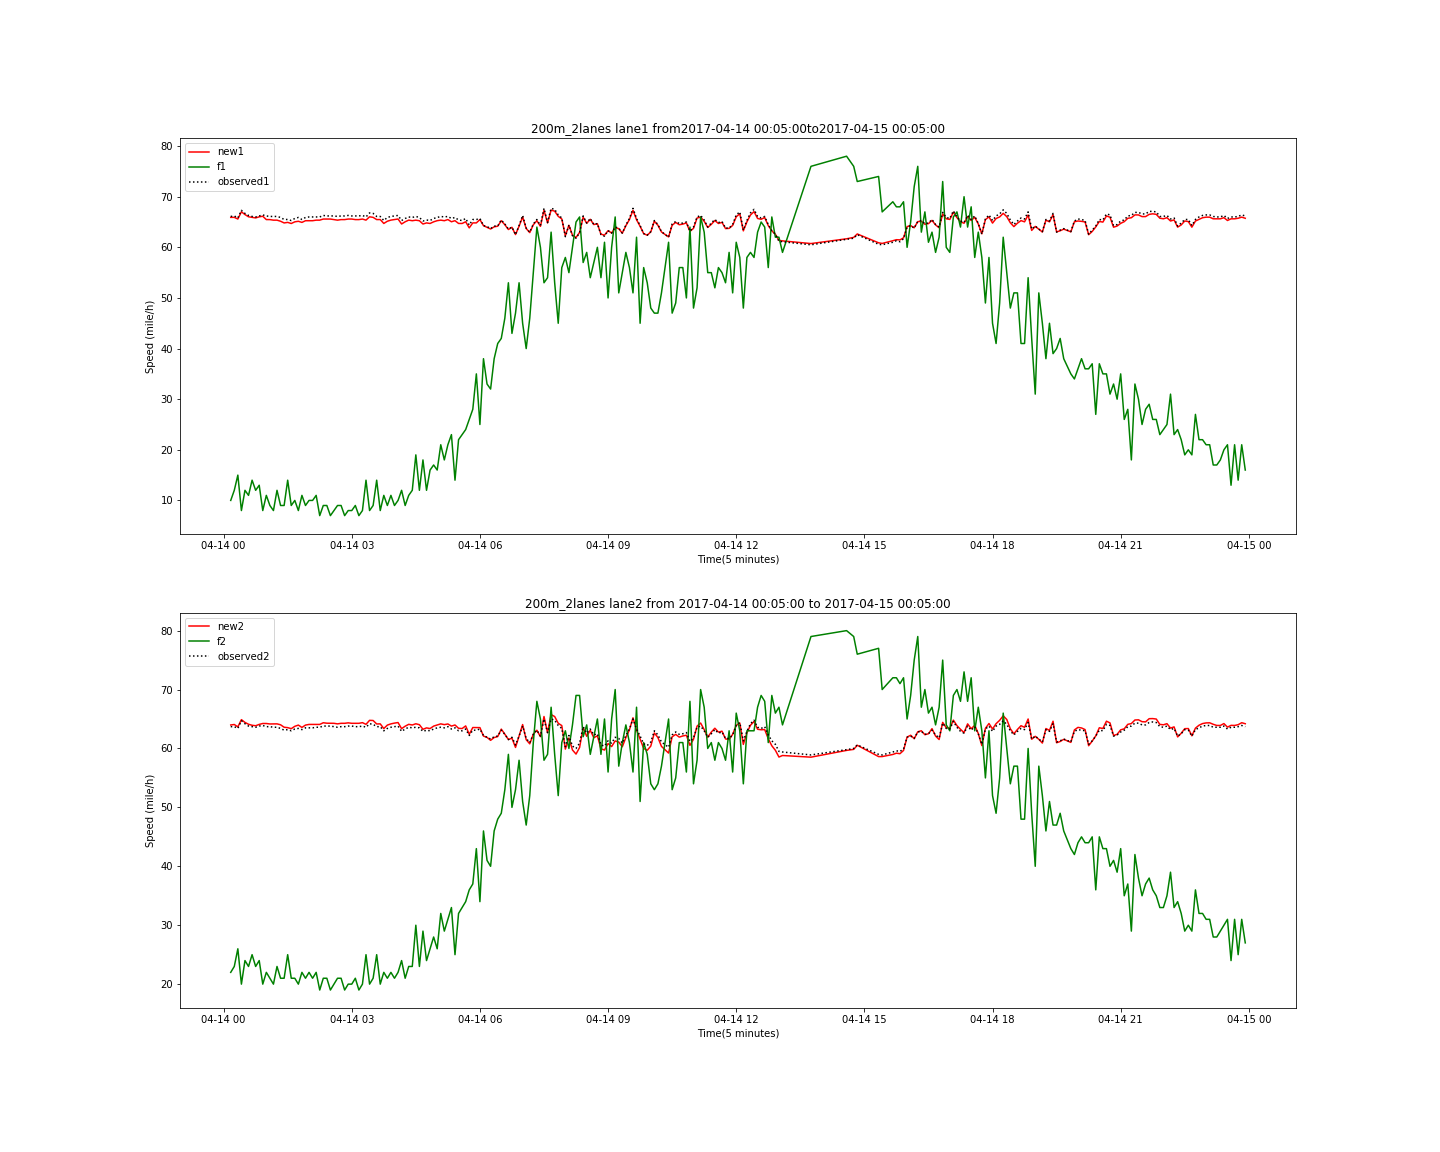 200m_2lanes lane1 from2017-04-14 00:05:00to2017-04-15 00:05:00
new1
f1
observed1
80
70
60
50
40
30
20
10
Speed (mile/h)
04-14 00 04-14 03 04-14 06 04-14 09 04-14 12 04-14 15 04-14 18 04-14 21 04-15 00
Time(5 minutes)
200m_2lanes lane2 from 2017-04-14 00:05:00 to 2017-04-15 00:05:00
new2
f2
observed2
80
70
60
50
40
30
20
Speed (mile/h)
04-14 00 04-14 03 04-14 06 04-14 09 04-14 12 04-14 15 04-14 18 04-14 21 04-15 00
Time(5 minutes)